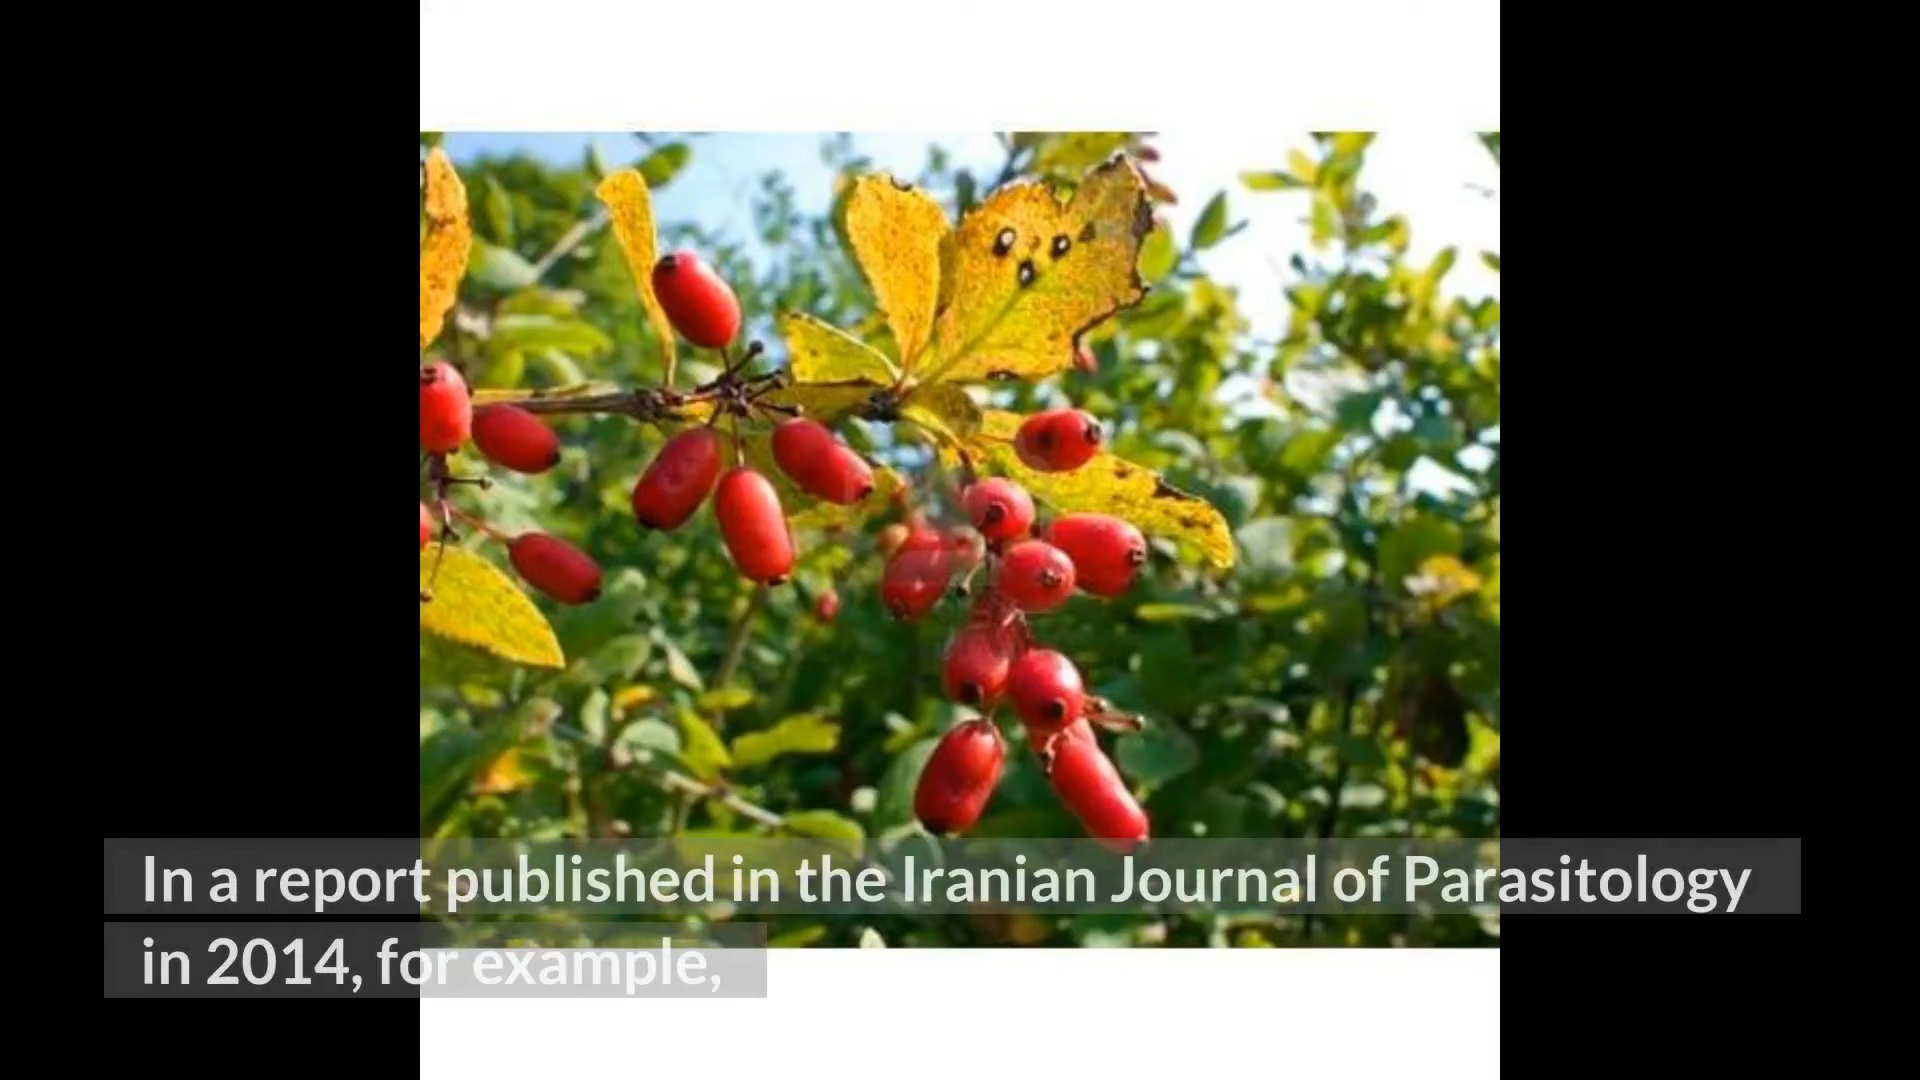 In a report published in the Iranian Journal of Parasitology
in 2014, for example,